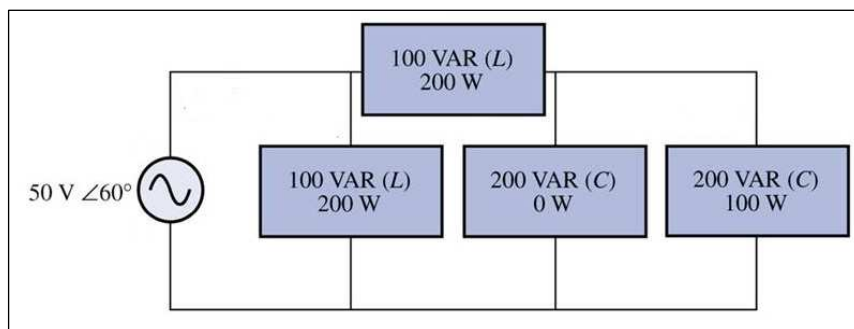 100 VAR (L)
200 W
50 V ∠60°
100 VAR (L)
200 W
200 VAR (C)
0 W
200 VAR (C)
100 W